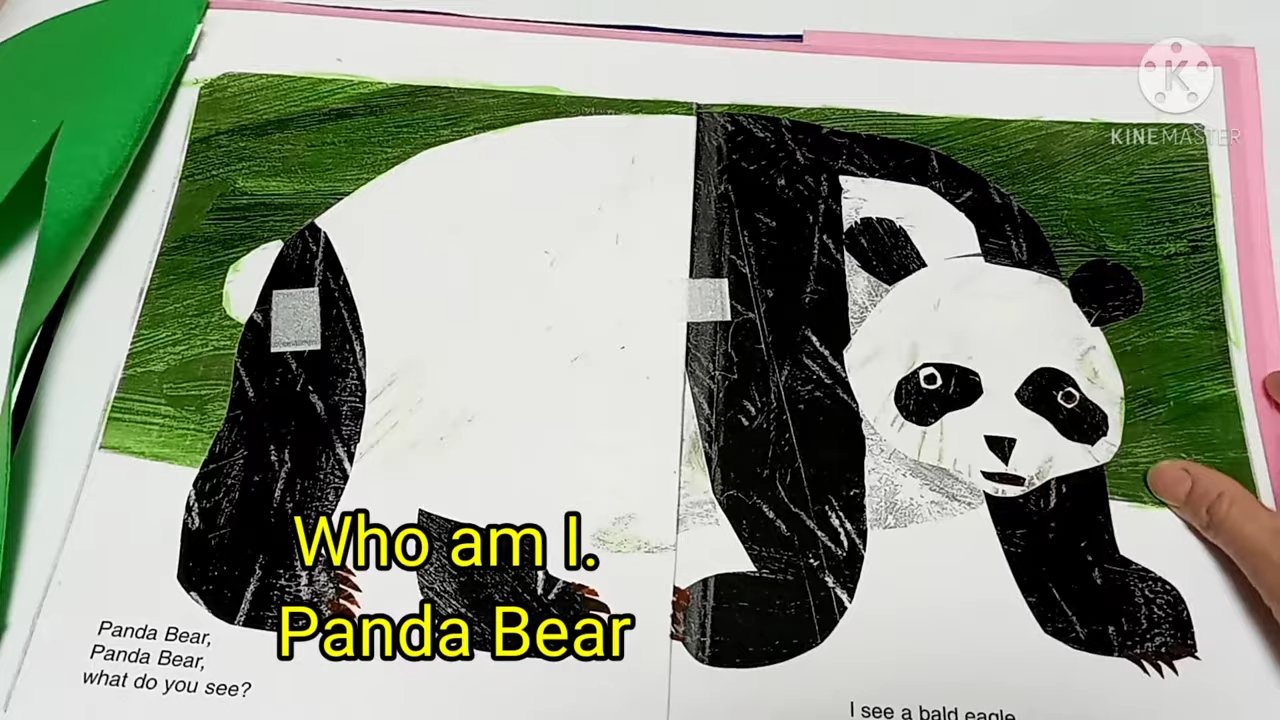 K
KINEMASTER
Who am I.
Panda Bear
Panda Bear,
Panda Bear,
what do you see?
I see a bald eagle